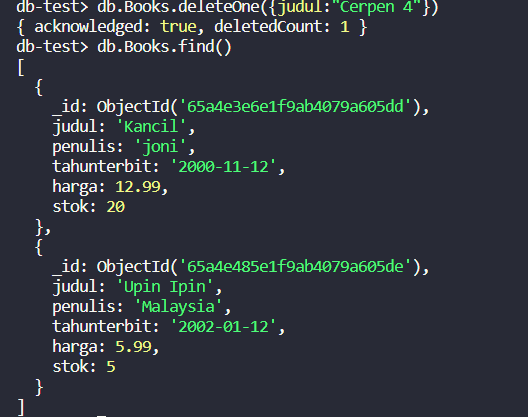 db-test> db.Books.deleteOne({judul:"Cerpen 4"})
{ acknowledged: true, deletedCount: 1 }
db-test> db.Books.find()
[
  {
    _id: ObjectId('65a4e3e6e1f9ab4079a605dd'),
    judul: 'Kancil',
    penulis: 'joni',
    tahunterbit: '2000-11-12',
    harga: 12.99,
    stok: 20
  },
  {
    _id: ObjectId('65a4e485e1f9ab4079a605de'),
    judul: 'Upin Ipin',
    penulis: 'Malaysia',
    tahunterbit: '2002-01-12',
    harga: 5.99,
    stok: 5
  }
]